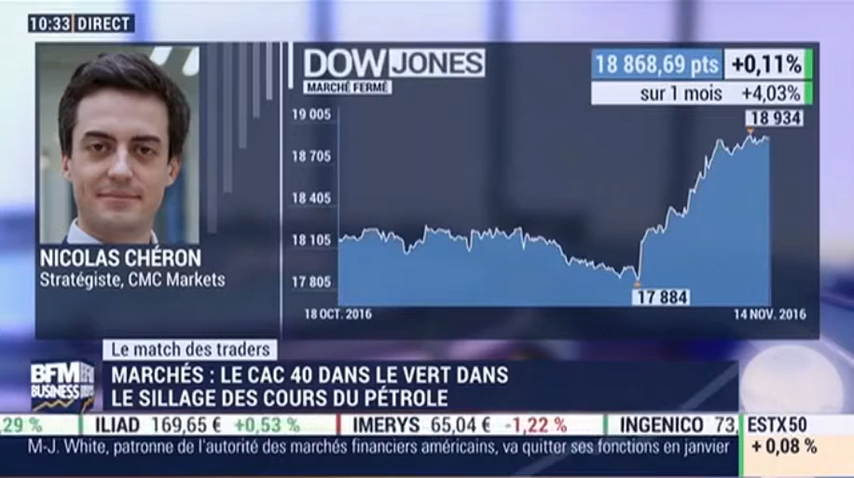 10:33 DIRECT
DOW JONES
MARCHÉ FERMÉ
18 868,69 pts +0,11%
sur 1 mois +4,03%
19 005
18 934
18 705
18 405
18 105
17 805
17 884
18 OCT. 2016
14 NOV. 2016
NICOLAS CHÉRON
Stratégiste, CMC Markets
Le match des traders
BFM
BUSINESS
MARCHÉS : LE CAC 40 DANS LE VERT DANS
LE SILLAGE DES COURS DU PÉTROLE
,29 % ILIAD 169,65 € +0,53 % IMERYS 65,04 € -1,22 % INGENICO 73,
ESTX50
+ 0,08 %
M-J. White, patronne de l'autorité des marchés financiers américains, va quitter ses fonctions en janvier